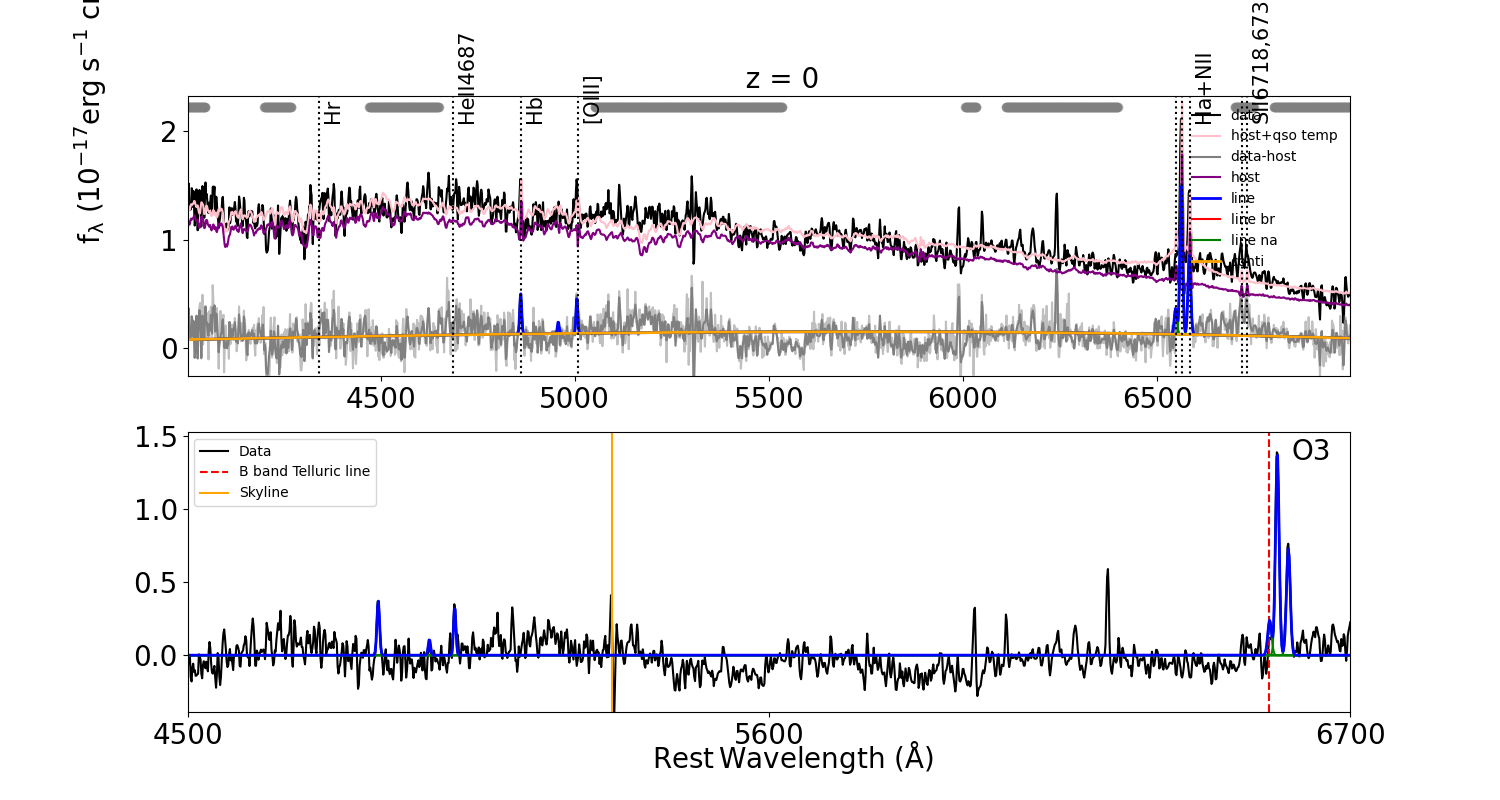 z = 0
f_λ (10^−17 erg s^−1
Hr
HeII4687
Hb
[OIII]
Ha+NII
SII6718,673
data
host+qso temp
data-host
host
line
line br
line na
2
1
0
4500
5000
5500
6000
6500
Data
B band Telluric line
Skyline
O3
1.5
1.0
0.5
0.0
4500
5600
6700
Rest Wavelength (Å)